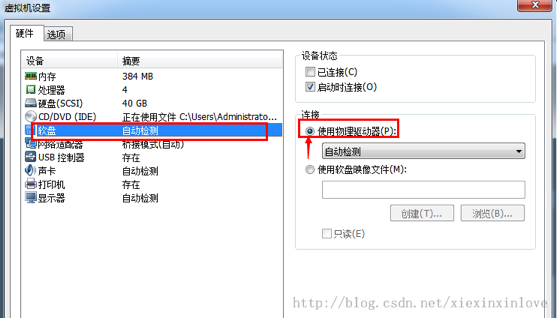 虚拟机设置
硬件 选项
设备 摘要
内存 384 MB
处理器 4
硬盘(SCSI) 40 GB
CD/DVD (IDE) 正在使用文件 C:\Users\Administrato...
软盘 自动检测
网络适配器 桥接模式(自动)
USB 控制器 存在
声卡 自动检测
打印机 存在
显示器 自动检测
设备状态
已连接(C)
启动时连接(O)
连接
使用物理驱动器(P):
自动检测
使用软盘映像文件(M):
创建(T)... 浏览(B)...
只读(E)
http://blog.csdn.net/xiexinxinlove